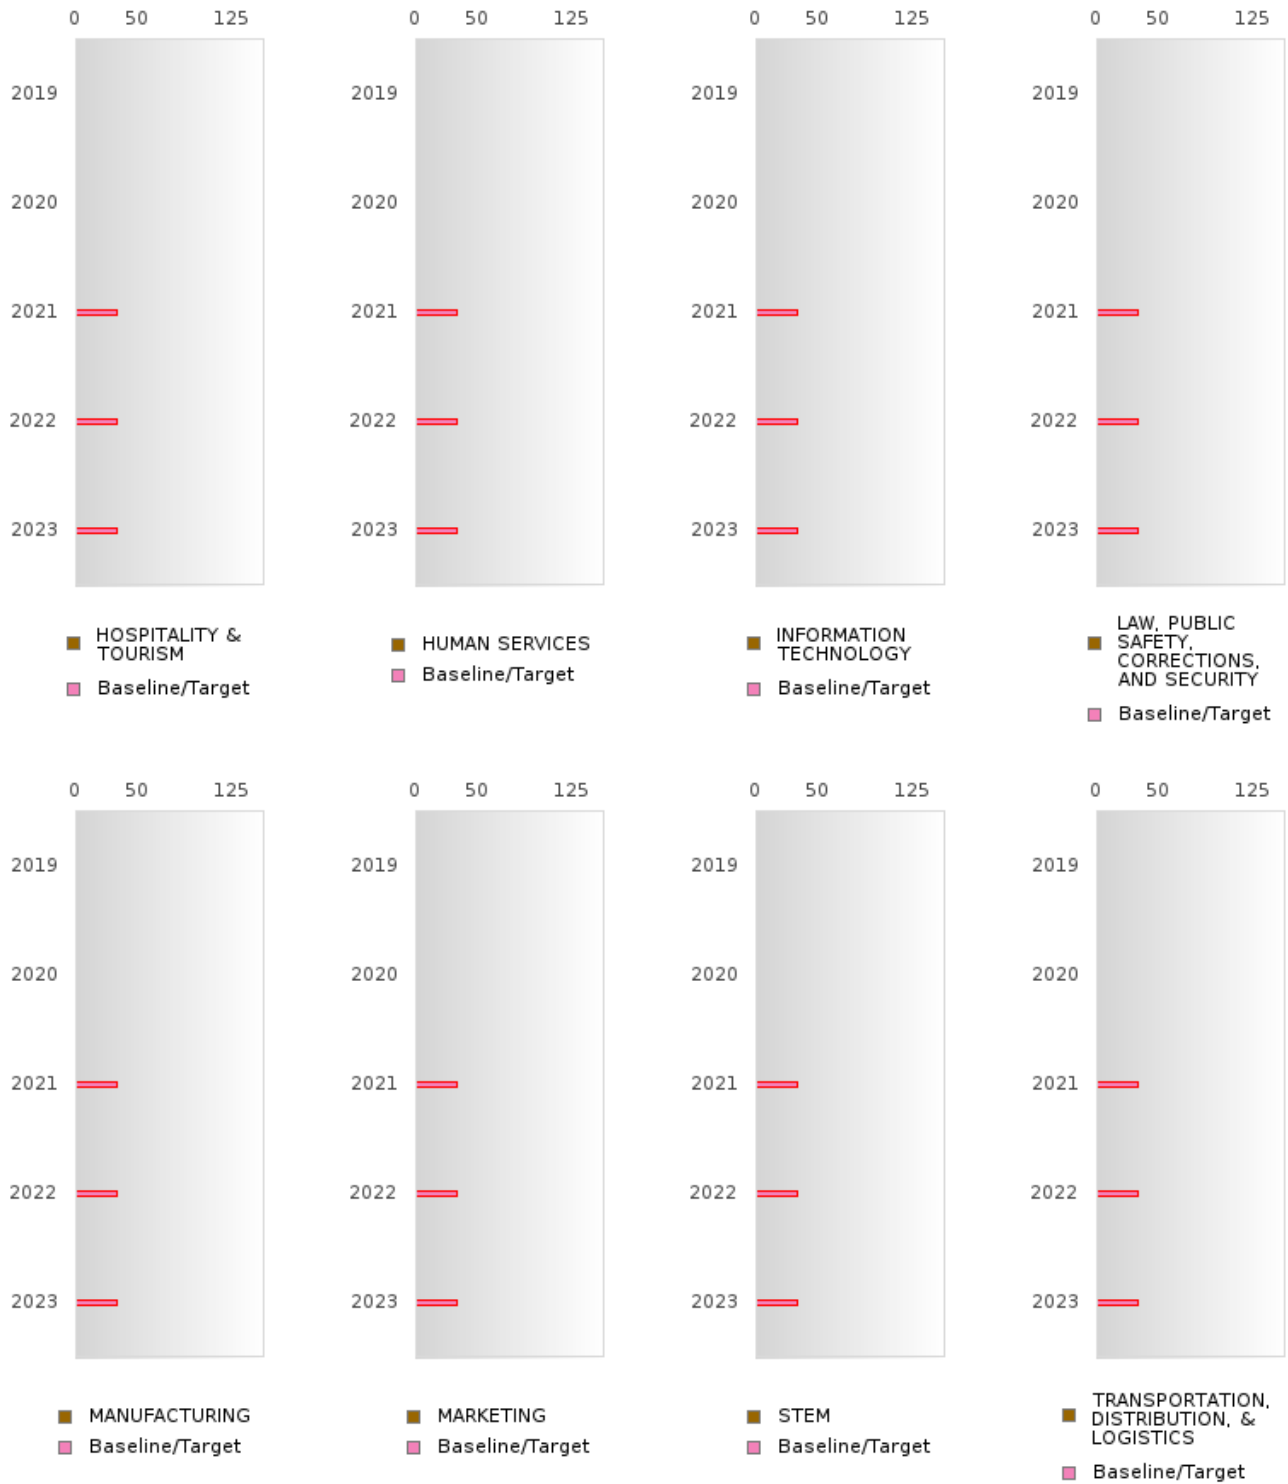 0 50 125 0 50 125 0 50 125 0 50 125
2019 2019 2019 2019
2020 2020 2020 2020
2021 2021 2021 2021
2022 2022 2022 2022
2023 2023 2023 2023
HOSPITALITY &
TOURISM
Baseline/Target
HUMAN SERVICES
Baseline/Target
INFORMATION
TECHNOLOGY
Baseline/Target
LAW, PUBLIC
SAFETY,
CORRECTIONS,
AND SECURITY
Baseline/Target
0 50 125 0 50 125 0 50 125 0 50 125
2019 2019 2019 2019
2020 2020 2020 2020
2021 2021 2021 2021
2022 2022 2022 2022
2023 2023 2023 2023
MANUFACTURING
Baseline/Target
MARKETING
Baseline/Target
STEM
Baseline/Target
TRANSPORTATION,
DISTRIBUTION, &
LOGISTICS
Baseline/Target